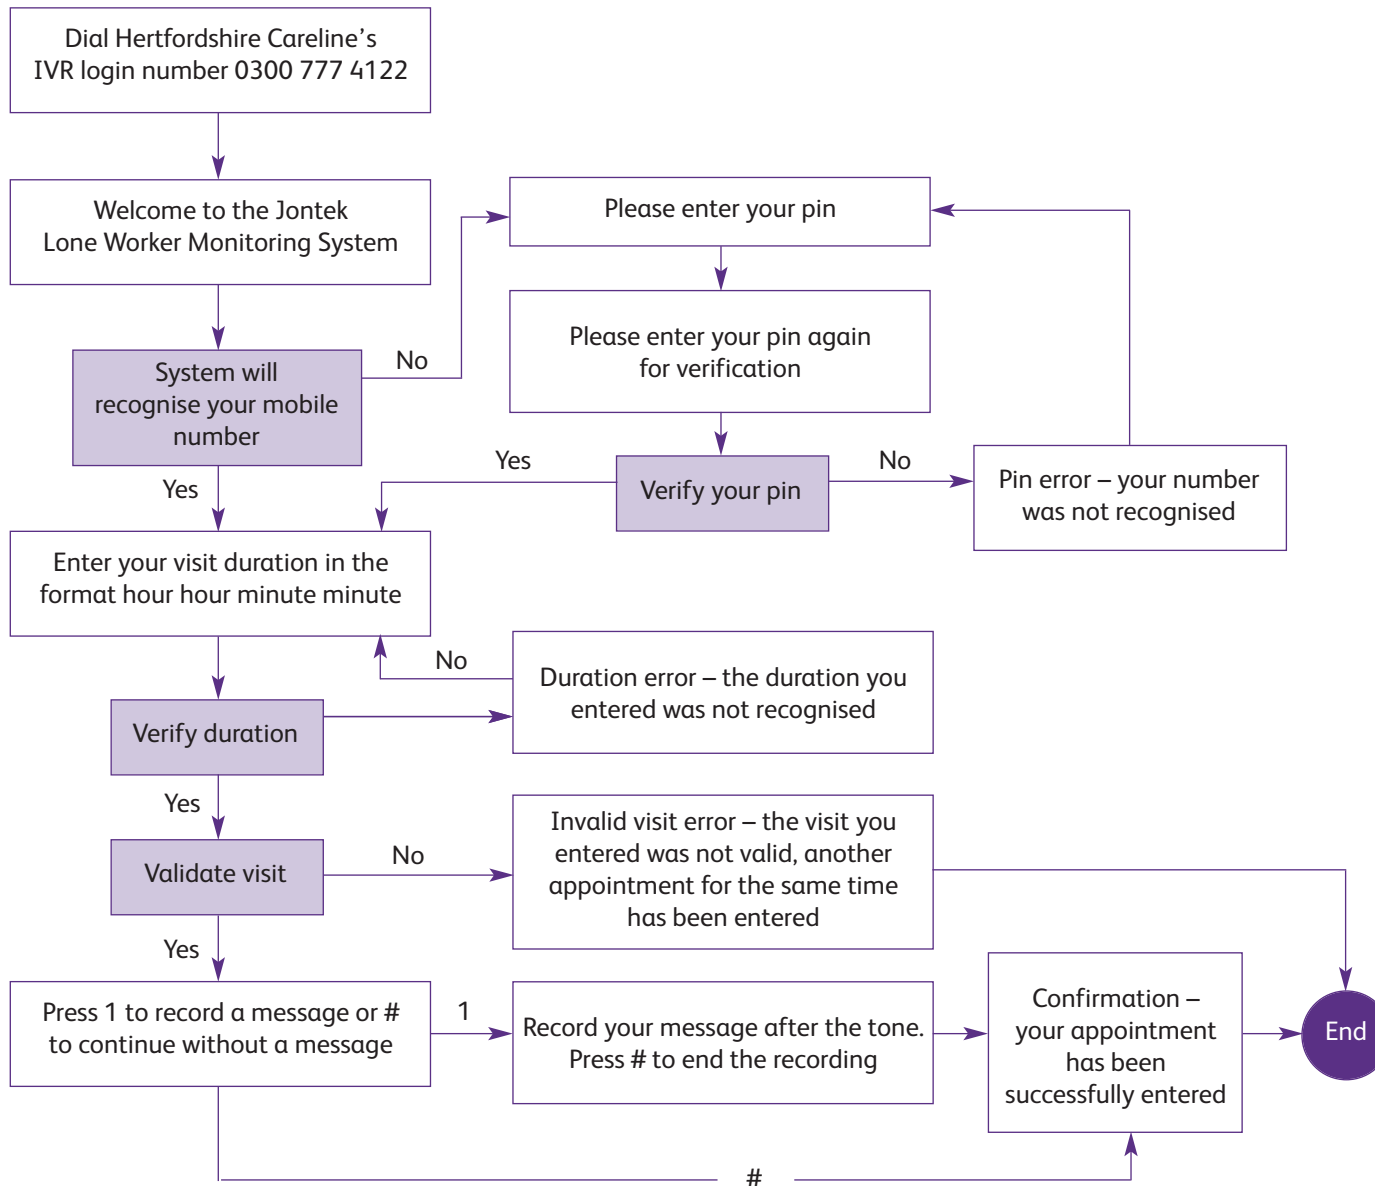 Dial Hertfordshire Careline’s
IVR login number 0300 777 4122
Welcome to the Jontek
Lone Worker Monitoring System
Please enter your pin
No
System will
recognise your mobile
number
Please enter your pin again
for verification
Yes
Yes
Verify your pin
No
Pin error – your number
was not recognised
Enter your visit duration in the
format hour hour minute minute
No
Duration error – the duration you
entered was not recognised
Verify duration
Yes
Validate visit
No
Invalid visit error – the visit you
entered was not valid, another
appointment for the same time
has been entered
Yes
Press 1 to record a message or #
to continue without a message
1
Record your message after the tone.
Press # to end the recording
Confirmation –
your appointment
has been
successfully entered
End
#